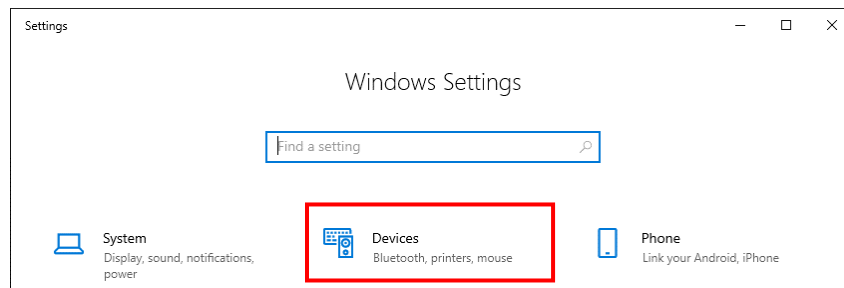 Settings
Windows Settings
Find a setting
System
Display, sound, notifications,
power
Devices
Bluetooth, printers, mouse
Phone
Link your Android, iPhone